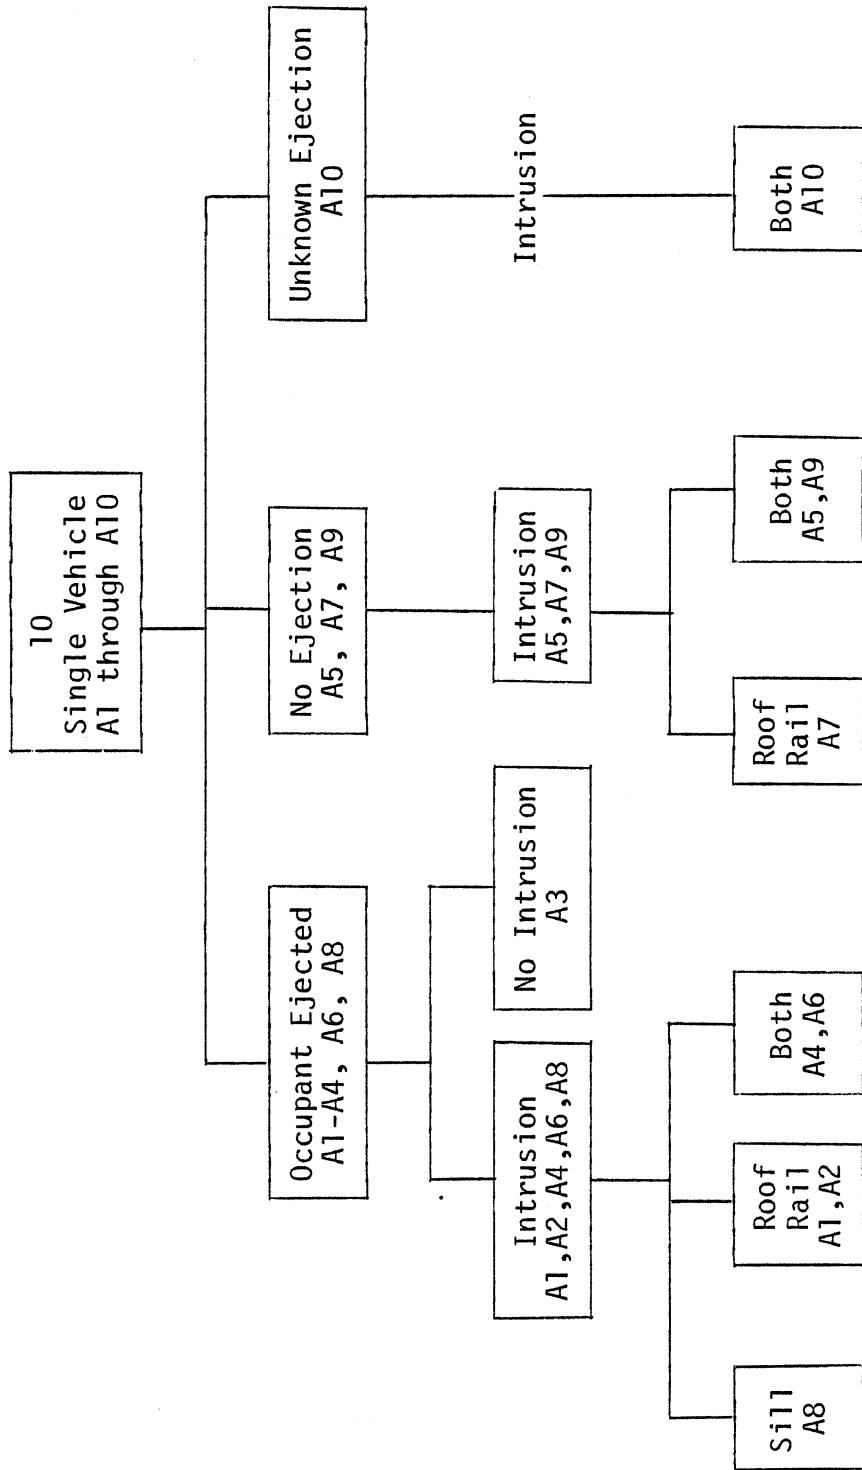 10
Single Vehicle
A1 through A10
Occupant Ejected
A1-A4, A6, A8
No Ejection
A5, A7, A9
Unknown Ejection
A10
Intrusion
A1,A2,A4,A6,A8
No Intrusion
A3
Intrusion
A5,A7,A9
Intrusion
Sill
A8
Roof
Rail
A1,A2
Both
A4,A6
Roof
Rail
A7
Both
A5,A9
Both
A10